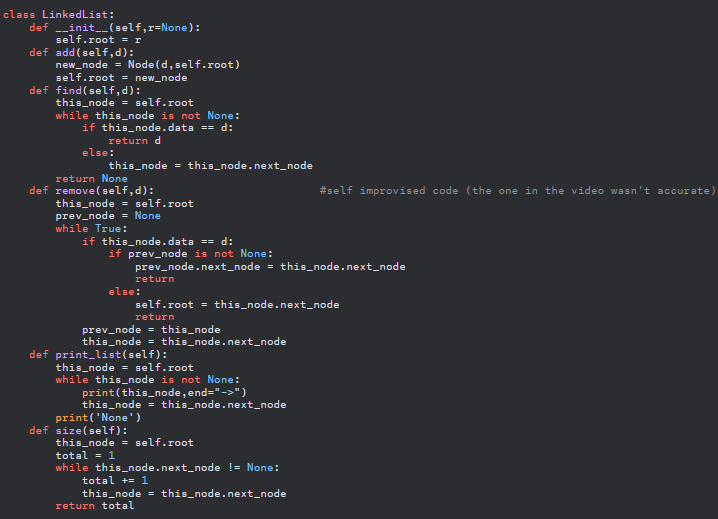 class LinkedList:
    def __init__(self,r=None):
        self.root = r
    def add(self,d):
        new_node = Node(d,self.root)
        self.root = new_node
    def find(self,d):
        this_node = self.root
        while this_node is not None:
            if this_node.data == d:
                return d
            else:
                this_node = this_node.next_node
        return None
    def remove(self,d):                         #self improvised code (the one in the video wasn't accurate)
        this_node = self.root
        prev_node = None
        while True:
            if this_node.data == d:
                if prev_node is not None:
                    prev_node.next_node = this_node.next_node
                    return
                else:
                    self.root = this_node.next_node
                    return
            prev_node = this_node
            this_node = this_node.next_node
    def print_list(self):
        this_node = self.root
        while this_node is not None:
            print(this_node,end="->")
            this_node = this_node.next_node
        print('None')
    def size(self):
        this_node = self.root
        total = 1
        while this_node.next_node != None:
            total += 1
            this_node = this_node.next_node
        return total